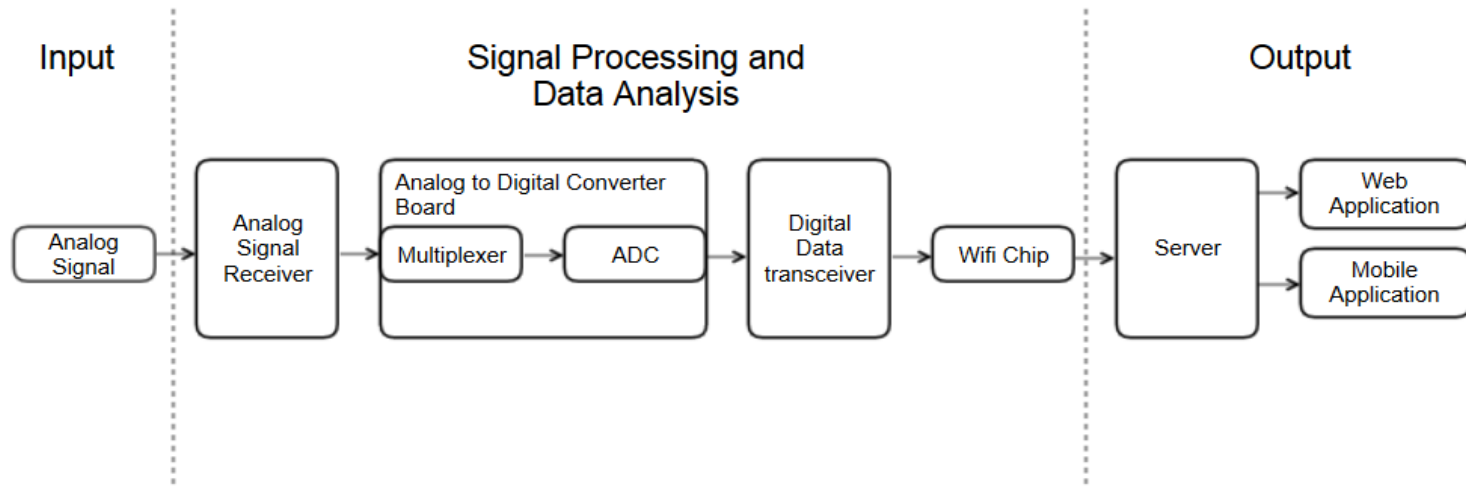 Input
Signal Processing and
Data Analysis
Output
Analog
Signal
Analog
Signal
Receiver
Analog to Digital Converter
Board
Multiplexer
ADC
Digital
Data
transceiver
Wifi Chip
Server
Web
Application
Mobile
Application